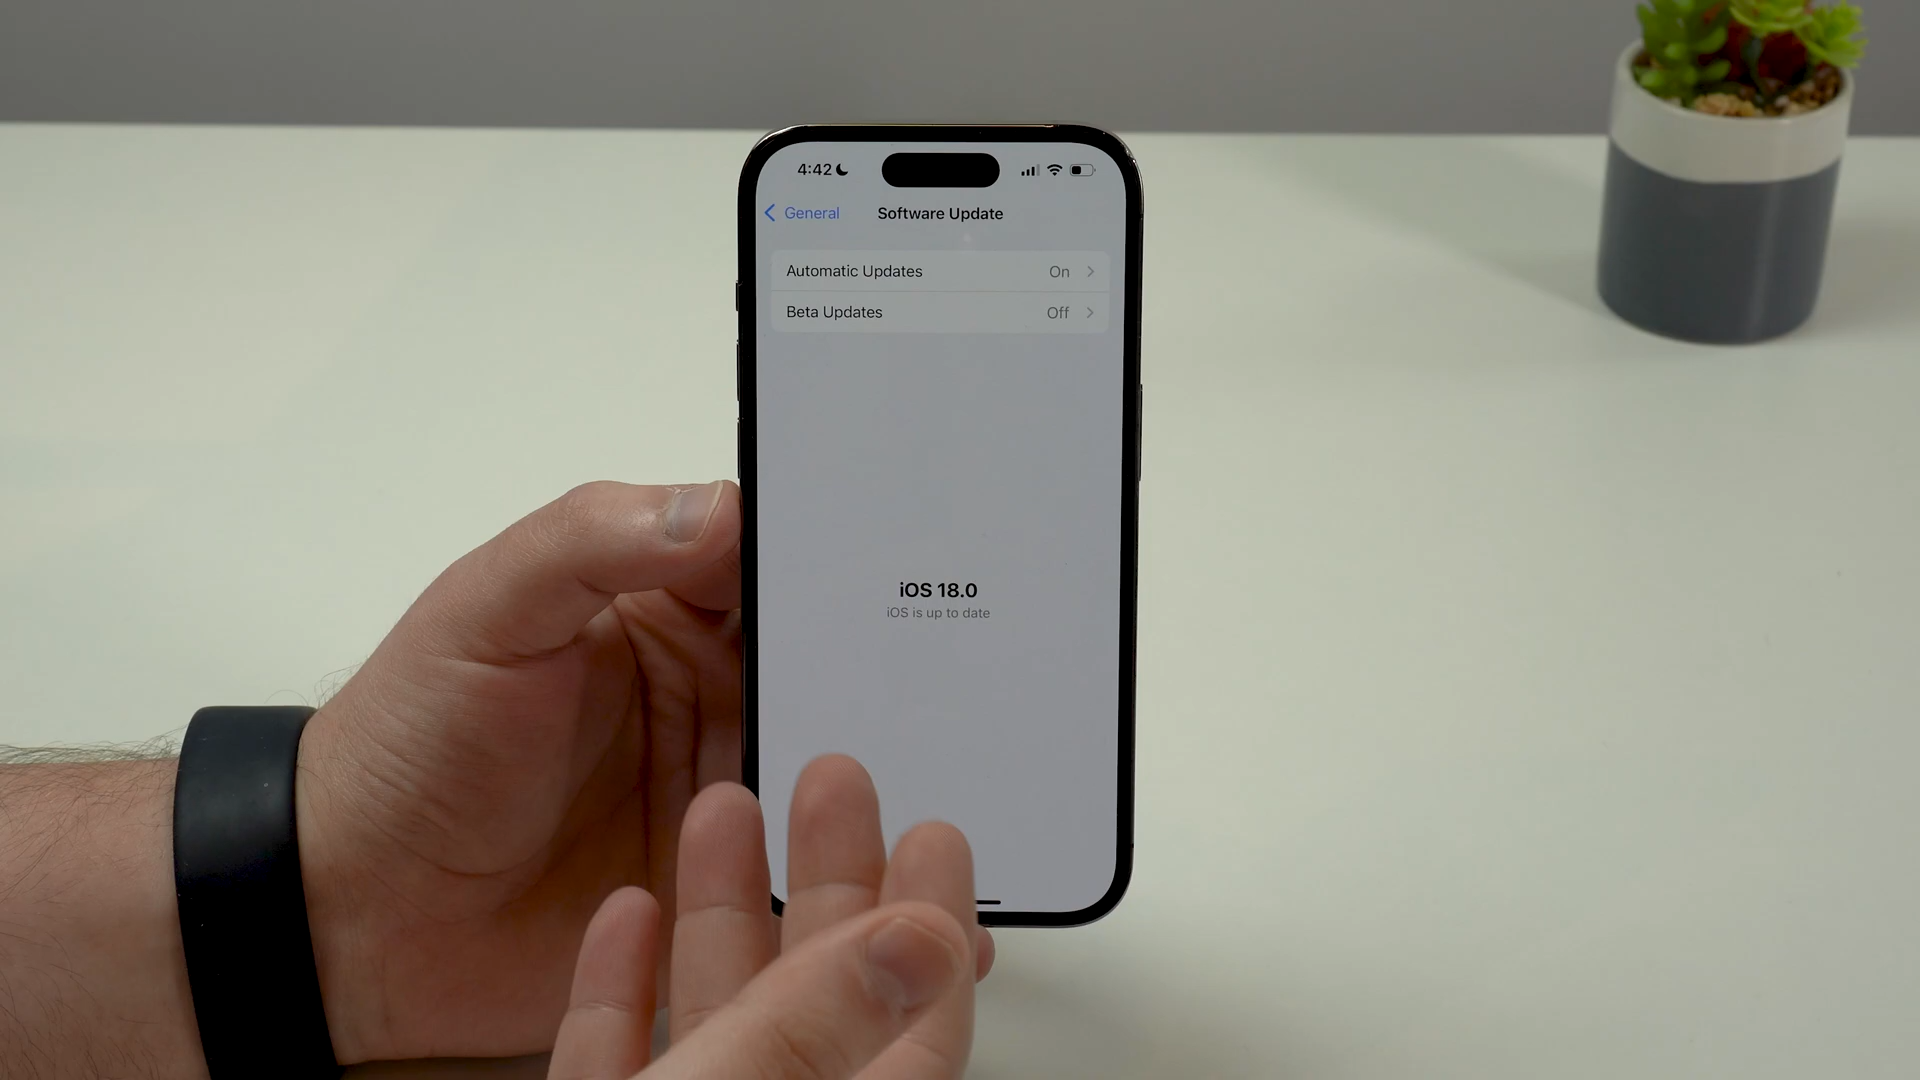 4:42
General
Software Update
Automatic Updates On
Beta Updates Off
iOS 18.0
iOS is up to date